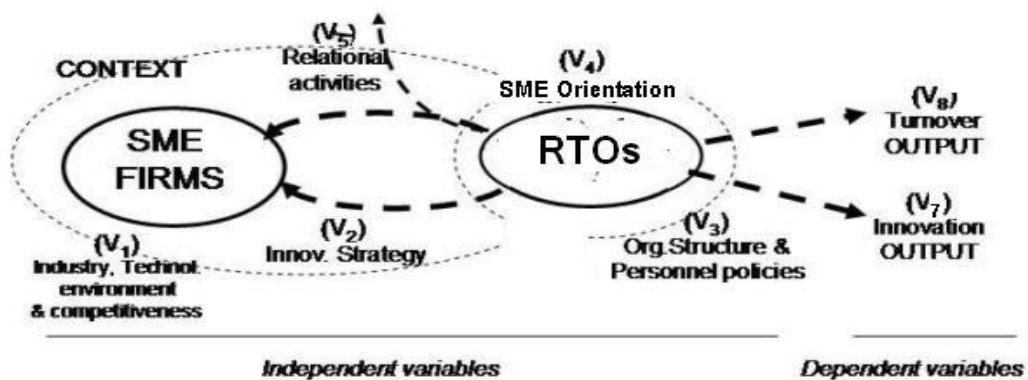 (V5)
Relational
activities
CONTEXT
(V4)
SME Orientation
SME
FIRMS
RTOs
(V8)
Turnover
OUTPUT
(V7)
Innovation
OUTPUT
(V1)
Industry, Technol.
environment
& competitiveness
(V2)
Innov. Strategy
(V3)
Org.Structure &
Personnel policies
Independent variables
Dependent variables